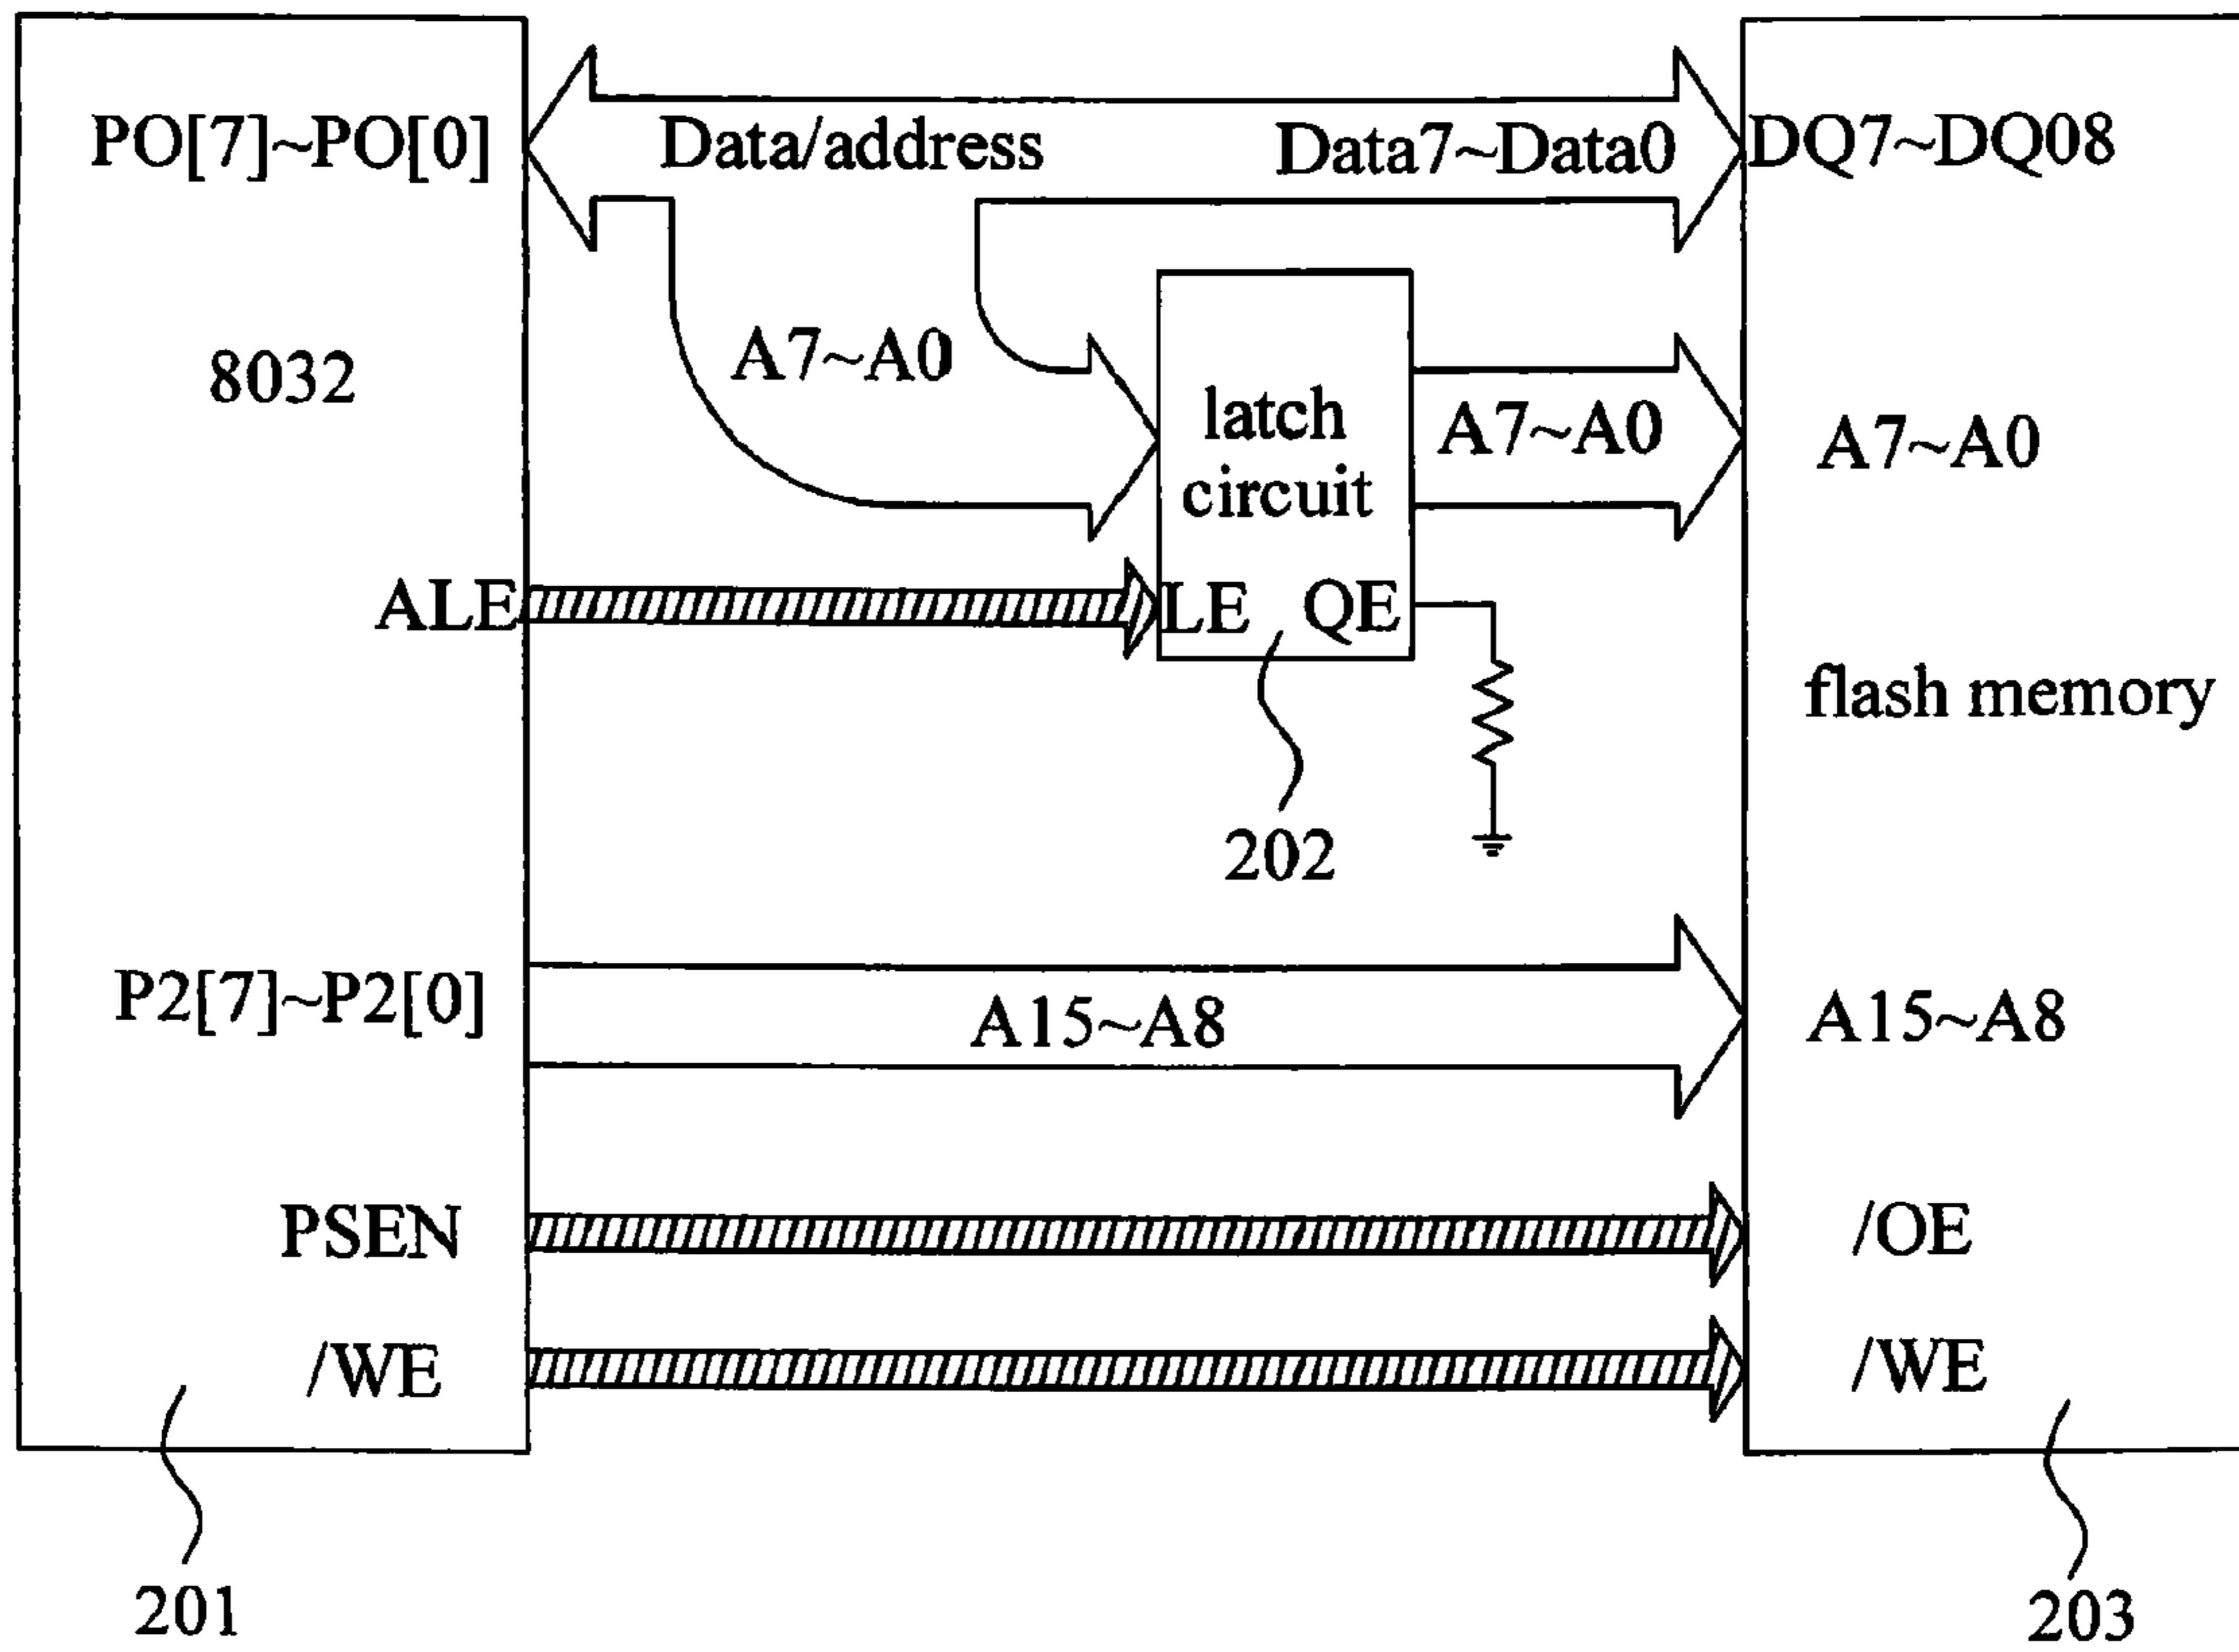 PO[7]~PO[0]
Data/address
Data7~Data0
DQ7~DQ08
8032
A7~A0
latch
circuit
A7~A0
A7~A0
ALE
LE QE
flash memory
202
P2[7]~P2[0]
A15~A8
A15~A8
PSEN
/OE
/WE
/WE
201
203